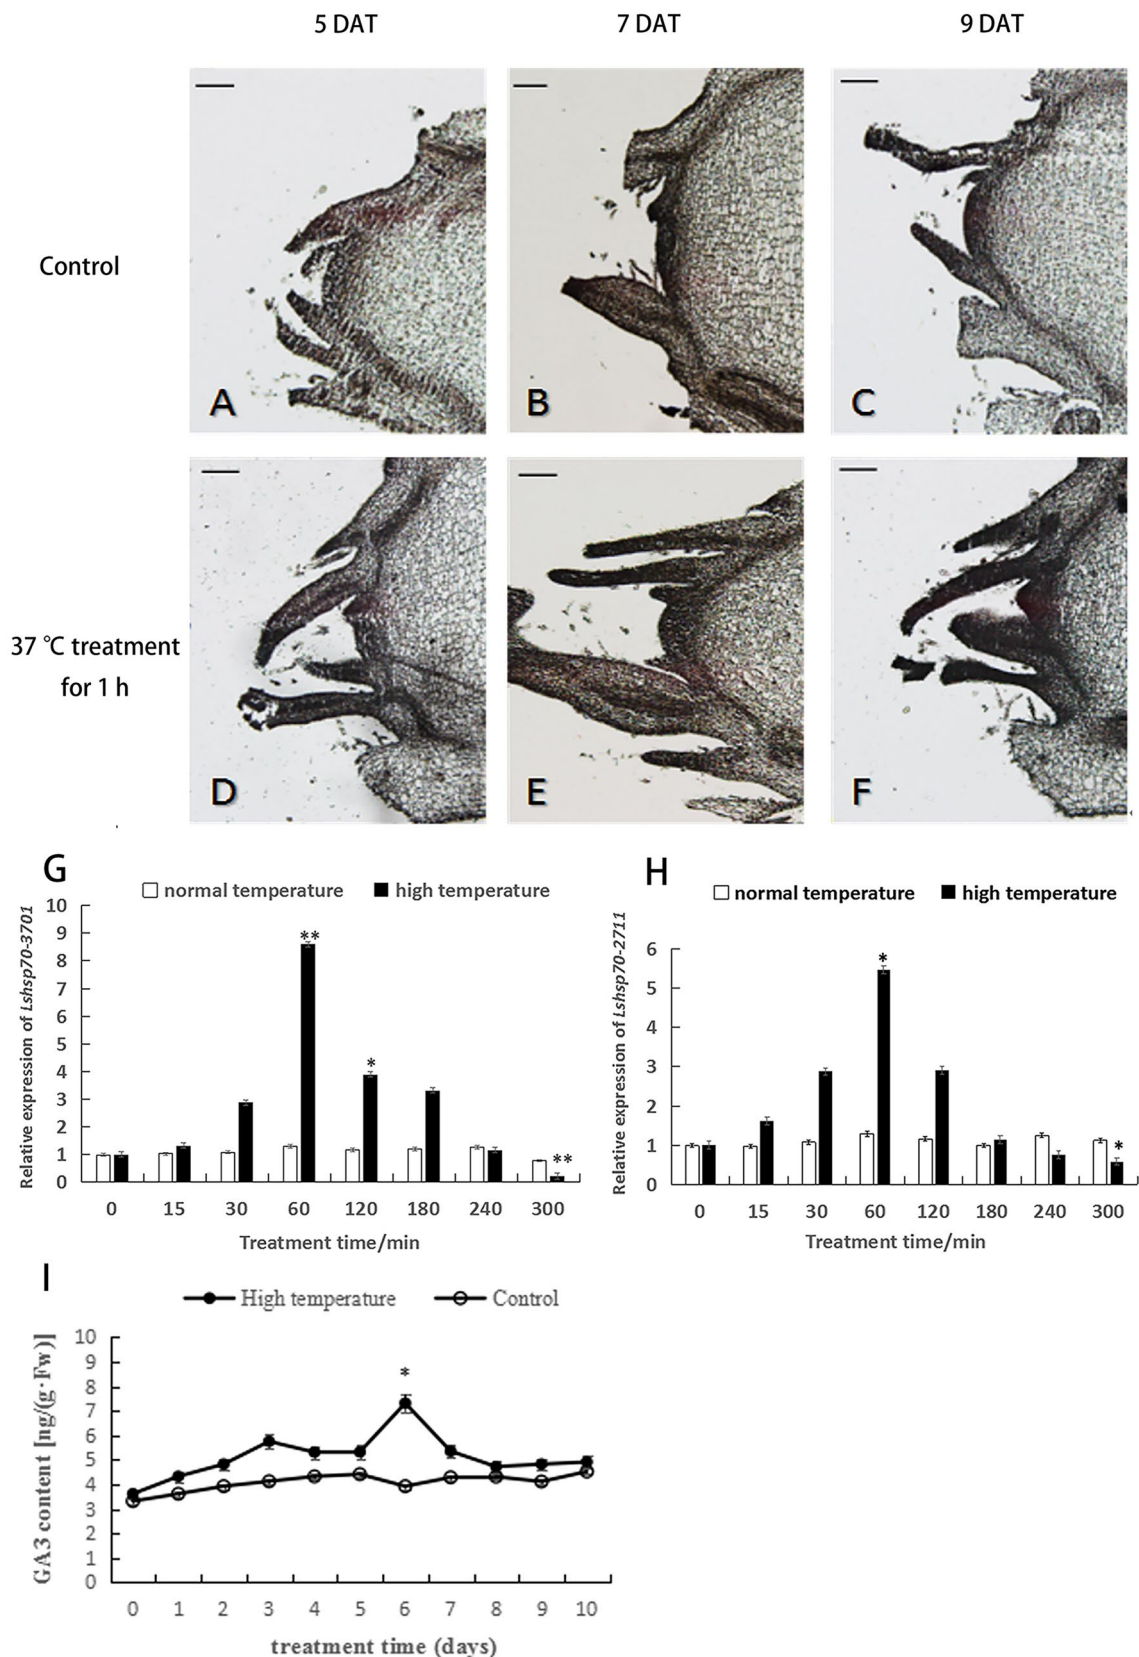 5 DAT 7 DAT 9 DAT
Control
A B C
37 ℃ treatment
for 1 h
D E F
G
normal temperature high temperature
Relative expression of Lshsp70-3701
10
9
8
7
6
5
4
3
2
1
0
**
*
**
0 15 30 60 120 180 240 300
Treatment time/min
H
normal temperature high temperature
Relative expression of Lshsp70-2711
6
5
4
3
2
1
0
*
*
0 15 30 60 120 180 240 300
Treatment time/min
I
High temperature Control
GA3 content [ng/(g·Fw)]
10
9
8
7
6
5
4
3
2
1
0
*
0 1 2 3 4 5 6 7 8 9 10
treatment time (days)